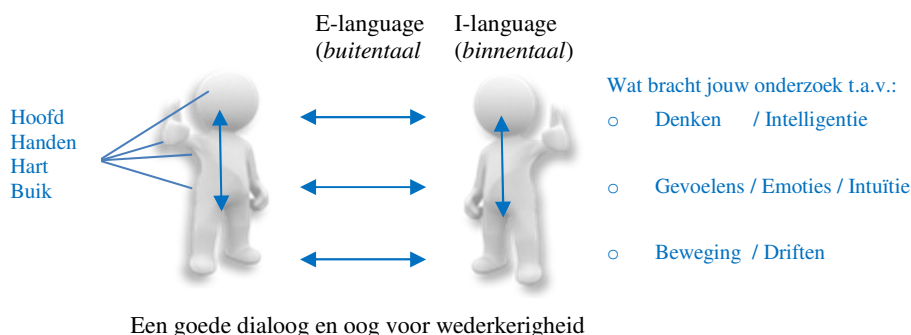 E-language I-language
(buitentaal (binnentaal)
Hoofd
Handen
Hart
Buik
Wat bracht jouw onderzoek t.a.v.:
o Denken / Intelligentie
o Gevoelens / Emoties / Intuïtie
o Beweging / Driften
Een goede dialoog en oog voor wederkerigheid